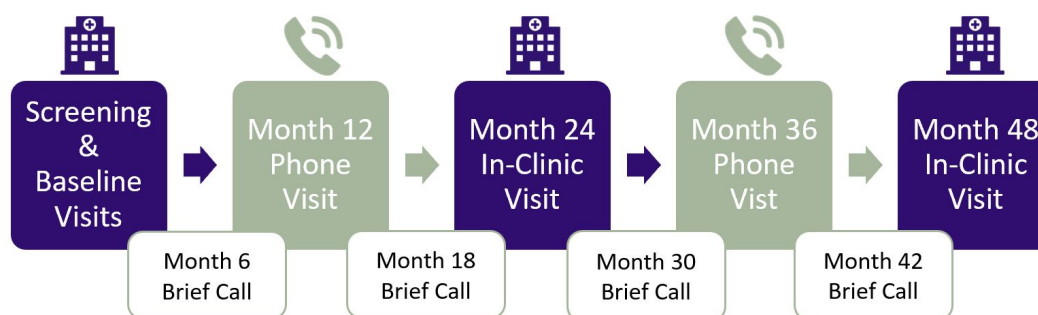 Screening
&
Baseline
Visits
Month 12
Phone
Visit
Month 24
In-Clinic
Visit
Month 36
Phone
Vist
Month 48
In-Clinic
Visit
Month 6
Brief Call
Month 18
Brief Call
Month 30
Brief Call
Month 42
Brief Call